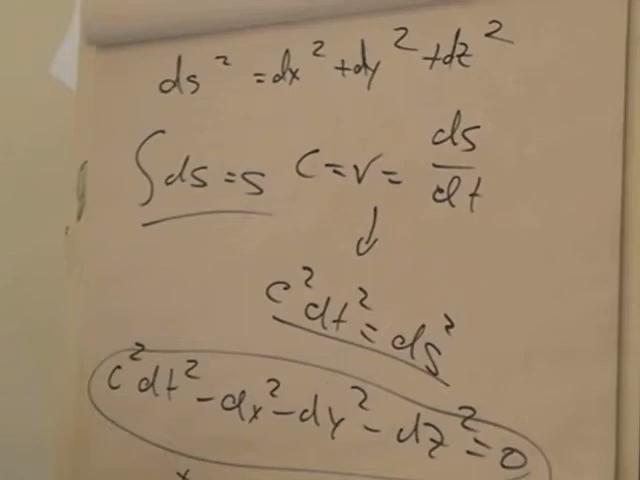 ds² = dx² + dy² + dz²
∫ds = s c = v = ds/dt
↓
c²dt² = ds²
c²dt² - dx² - dy² - dz² = 0